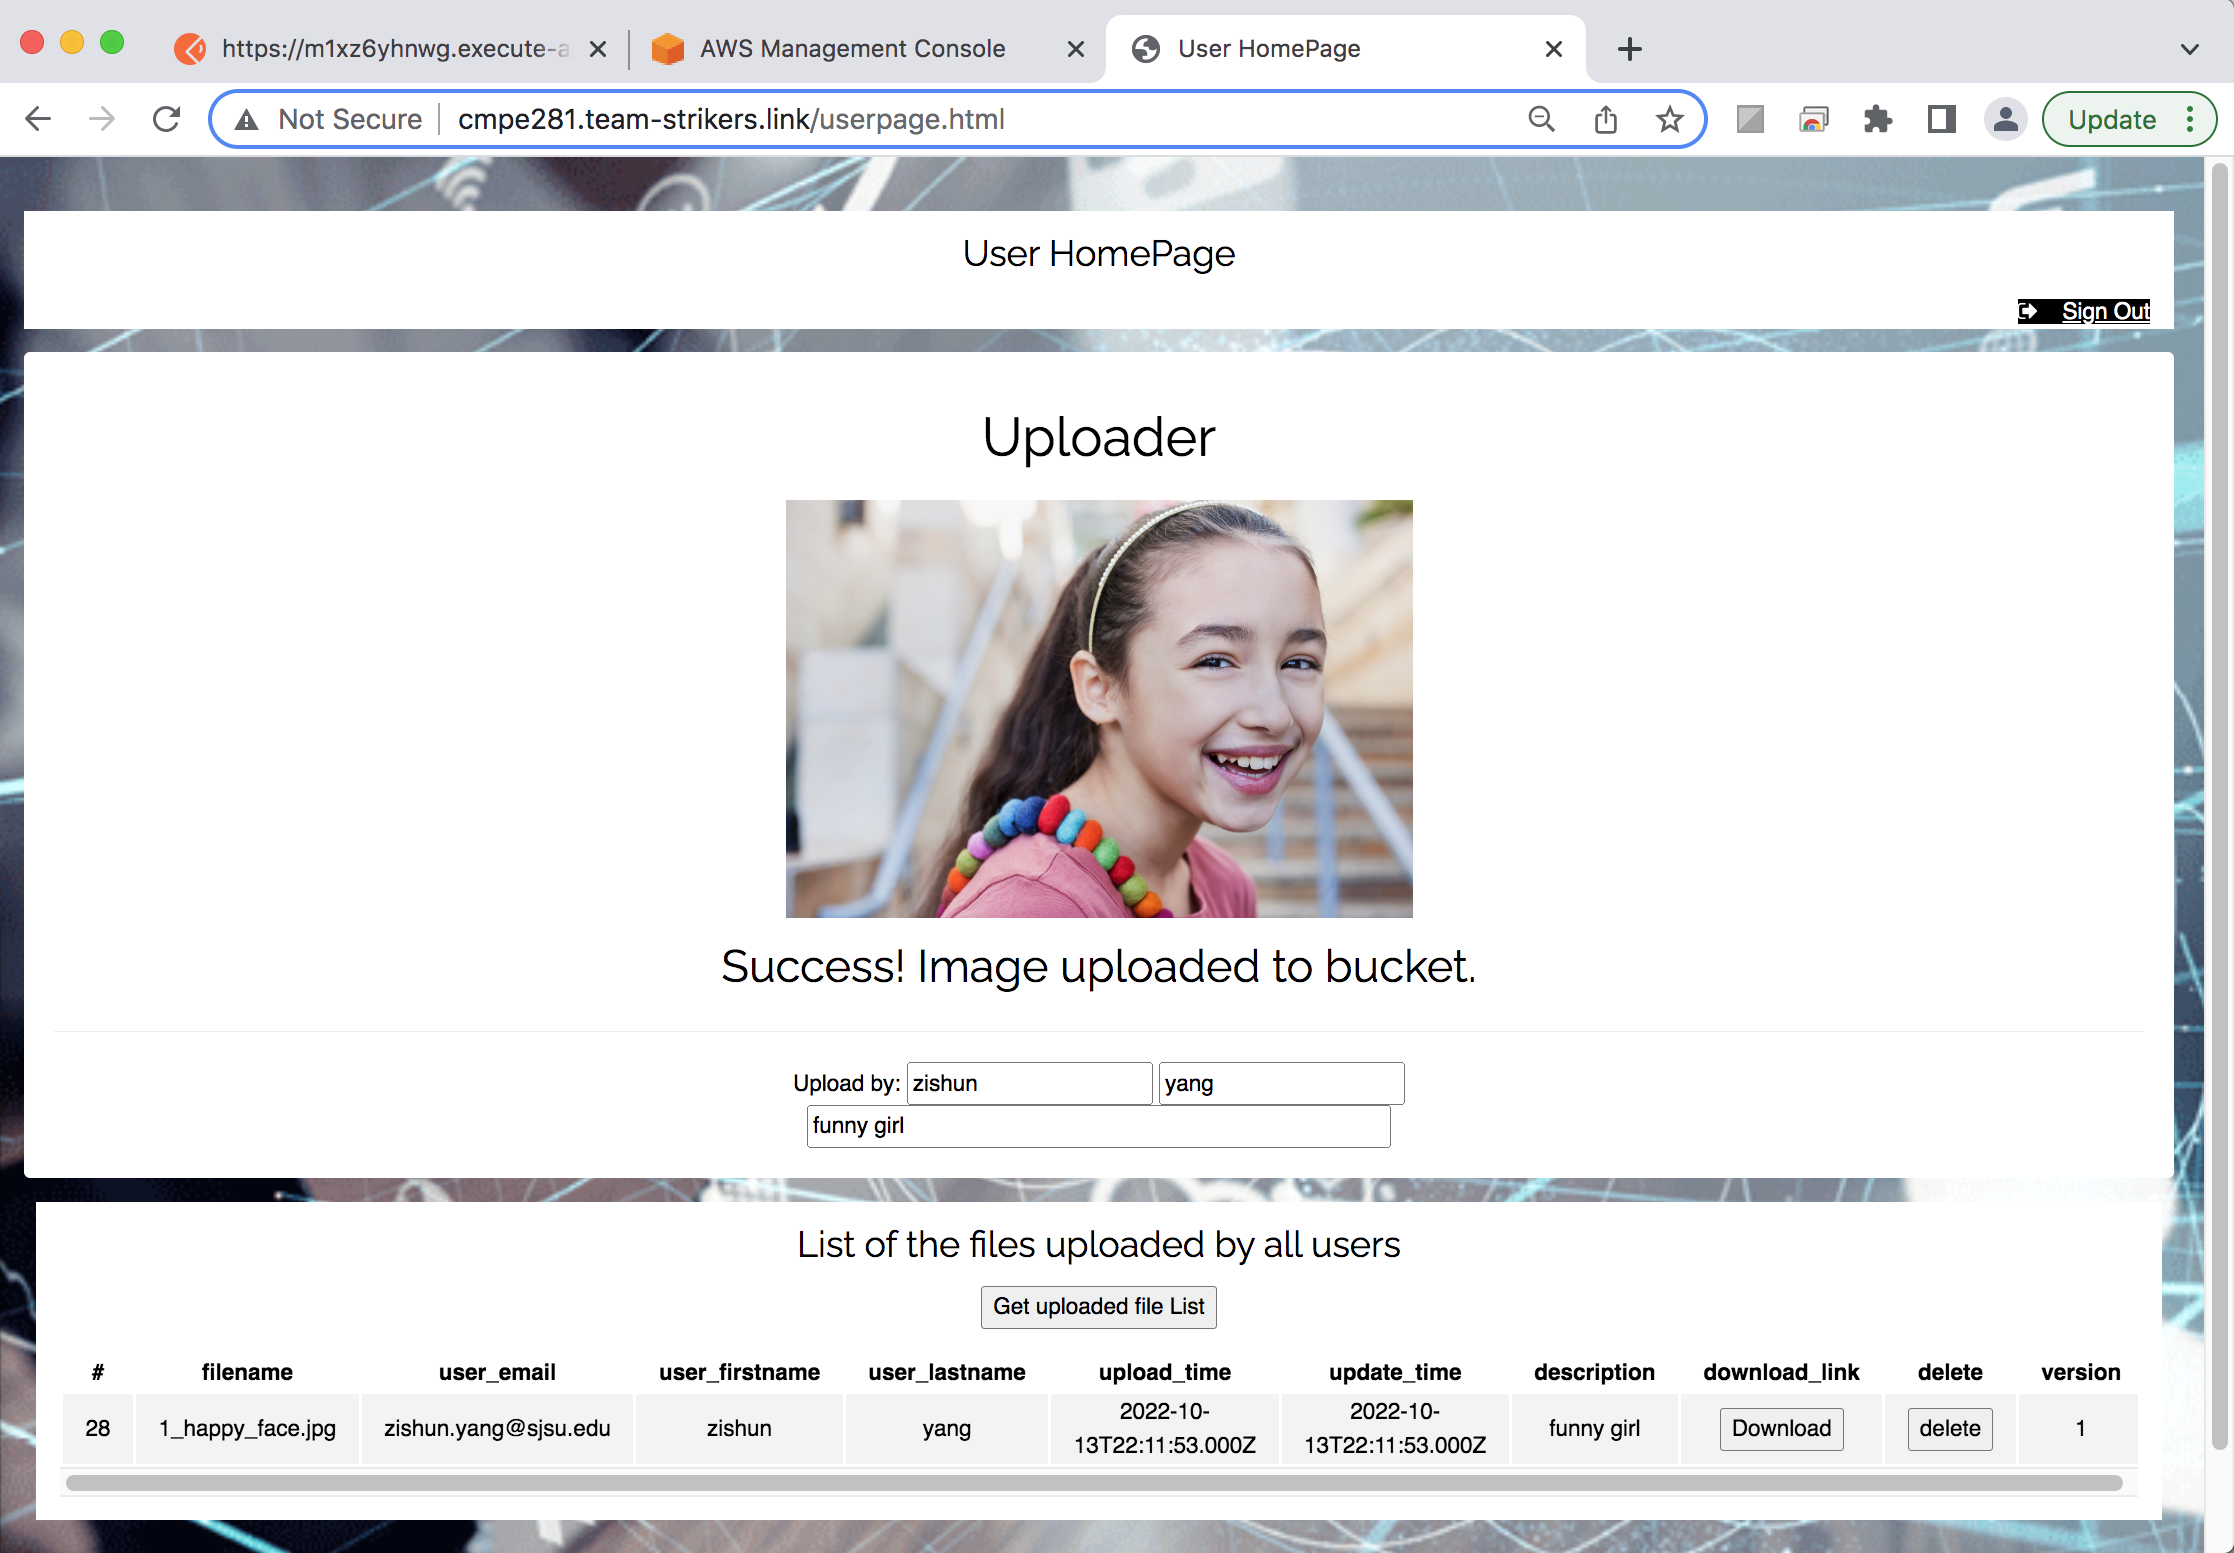 https://m1xz6yhnwg.execute-a
AWS Management Console
User HomePage
Not Secure
cmpe281.team-strikers.link/userpage.html
Update
User HomePage
Sign Out
Uploader
Success! Image uploaded to bucket.
Upload by: zishun yang
funny girl
List of the files uploaded by all users
Get uploaded file List
# filename user_email user_firstname user_lastname upload_time update_time description download_link delete version
28 1_happy_face.jpg zishun.yang@sjsu.edu zishun yang 2022-10-13T22:11:53.000Z 2022-10-13T22:11:53.000Z funny girl Download delete 1